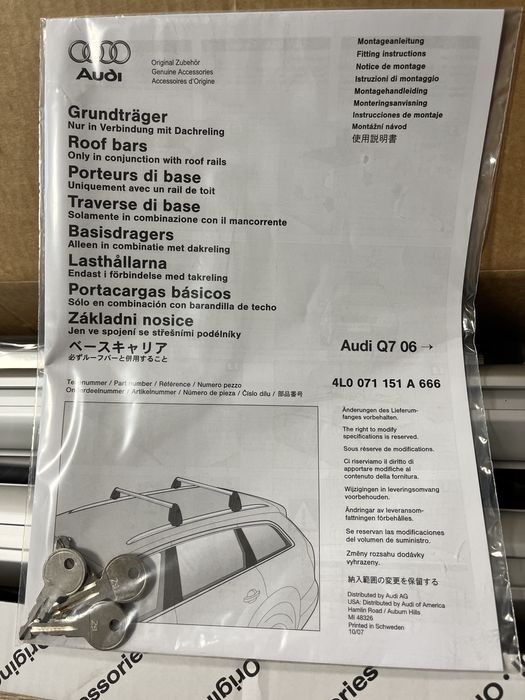 Audi
Original Zubehör
Genuine Accessories
Accessoires d'Origine
Montageanleitung
Fitting instructions
Notice de montage
Istruzioni di montaggio
Montagehandleiding
Monteringsanvisning
Instrucciones de montaje
Montážní návod
使用説明書
Grundträger
Nur in Verbindung mit Dachreling
Roof bars
Only in conjunction with roof rails
Porteurs di base
Uniquement avec un rail de toit
Traverse di base
Solamente in combinazione con il mancorrente
Basisdragers
Alleen in combinatie met dakreling
Lasthållarna
Endast i förbindelse med takreling
Portacargas básicos
Sólo en combinación con barandilla de techo
Základni nosice
Jen ve spojení se střešními podélníky
ベースキャリア
必ずルーフバーと併用すること
Audi Q7 06 →
4L0 071 151 A 666
Teilenummer / Part number / Référence / Numero pezzo
Onderdeelnummer / Artikelnummer / Número de pieza / Číslo dílu / 部品番号
Änderungen des Lieferum-
fanges vorbehalten.
The right to modify
specifications is reserved.
Sous réserve de modifications.
Ci riserviamo il diritto di
apportare modifiche al
contenuto della fornitura.
Wijzigingen in leveringsomvang
voorbehouden.
Ändringar av leveransom-
fattningen förbehålles.
Se reservan las modificaciones
del volumen de suministro.
Změny rozsahu dodávky
vyhrazeny.
納入範囲の変更を保留する
Distributed by Audi AG
USA: Distributed by Audi of America
Hamlin Road / Auburn Hills
MI 48326
Printed in Schweden
10/07
Origin
ssories
Origine